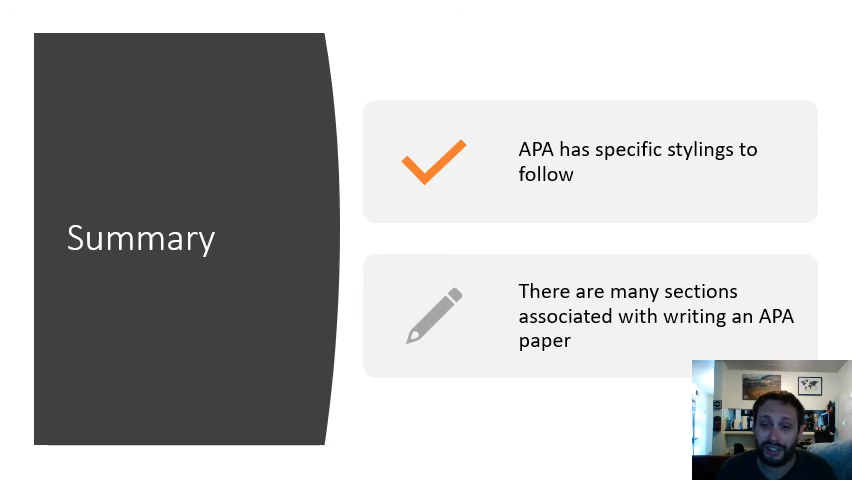 Summary
APA has specific stylings to
follow
There are many sections
associated with writing an APA
paper